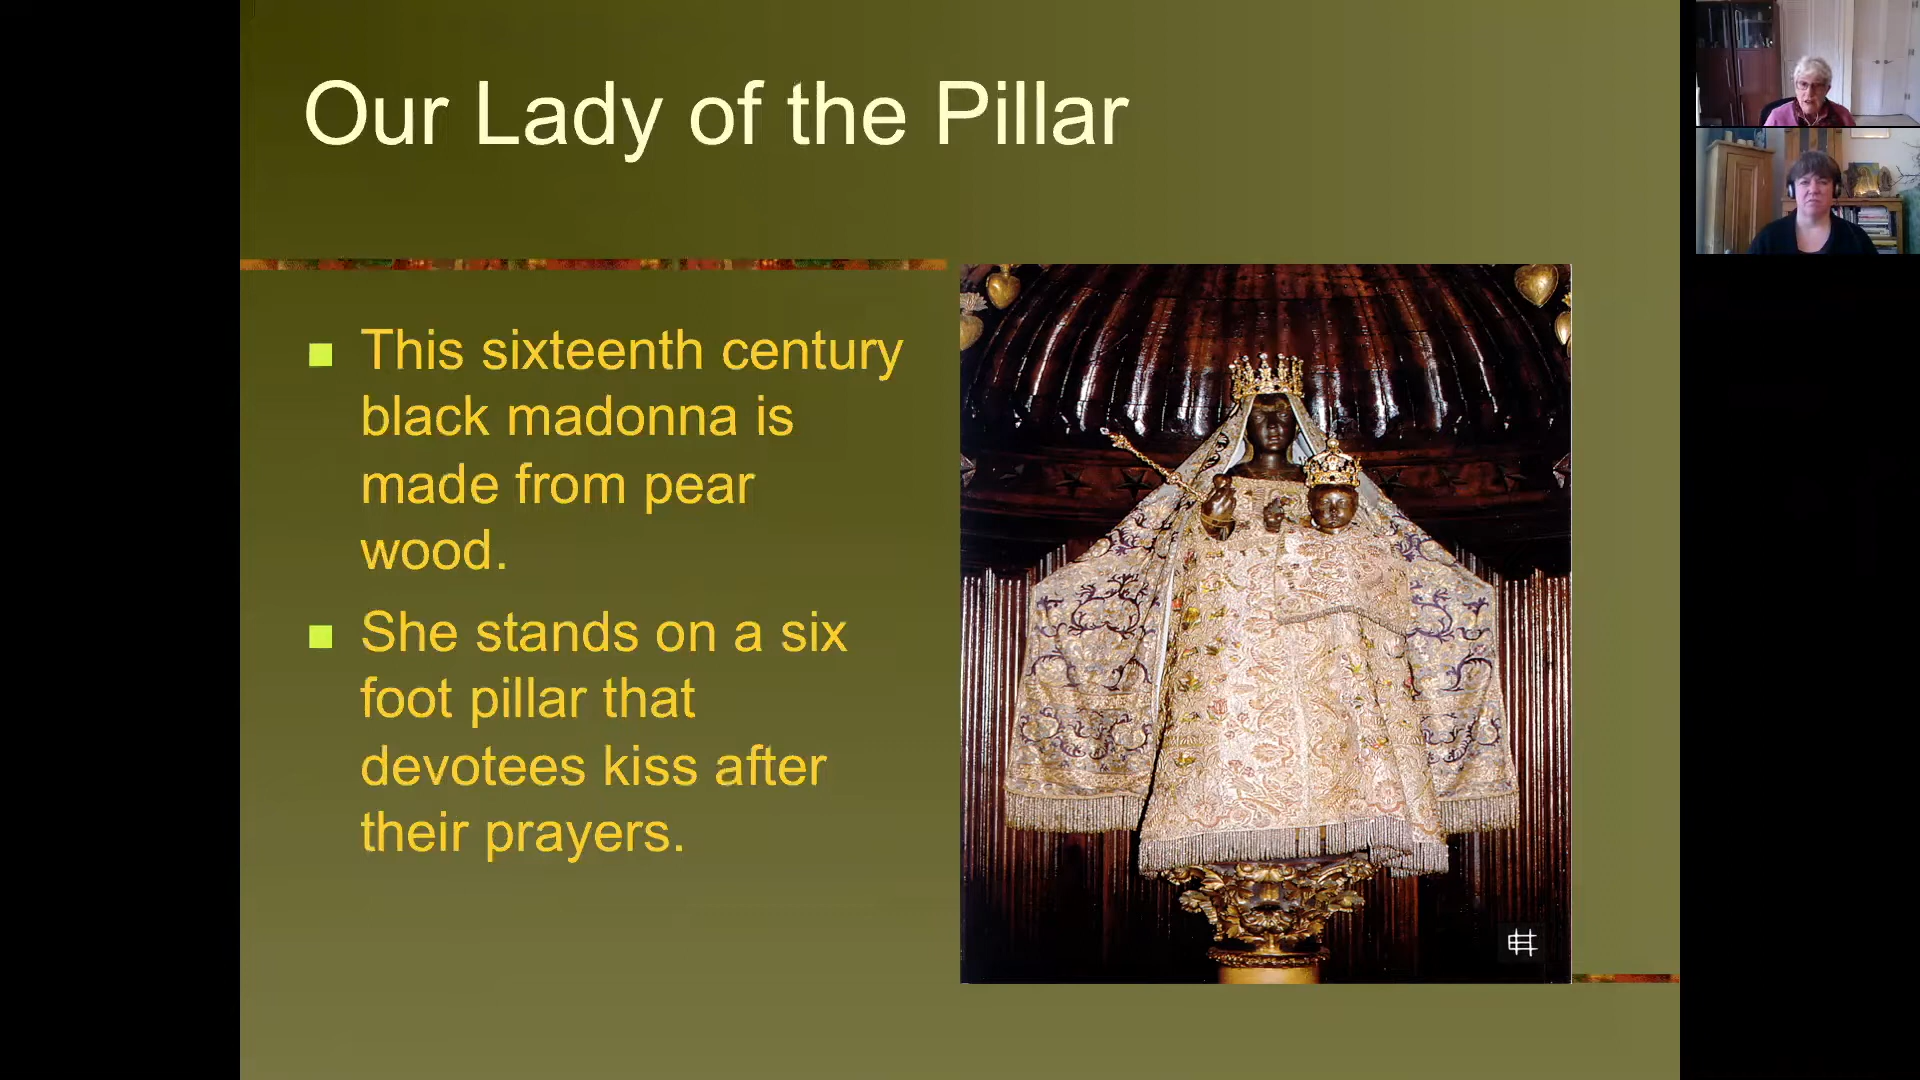 Our Lady of the Pillar
This sixteenth century
black madonna is
made from pear
wood.
She stands on a six
foot pillar that
devotees kiss after
their prayers.